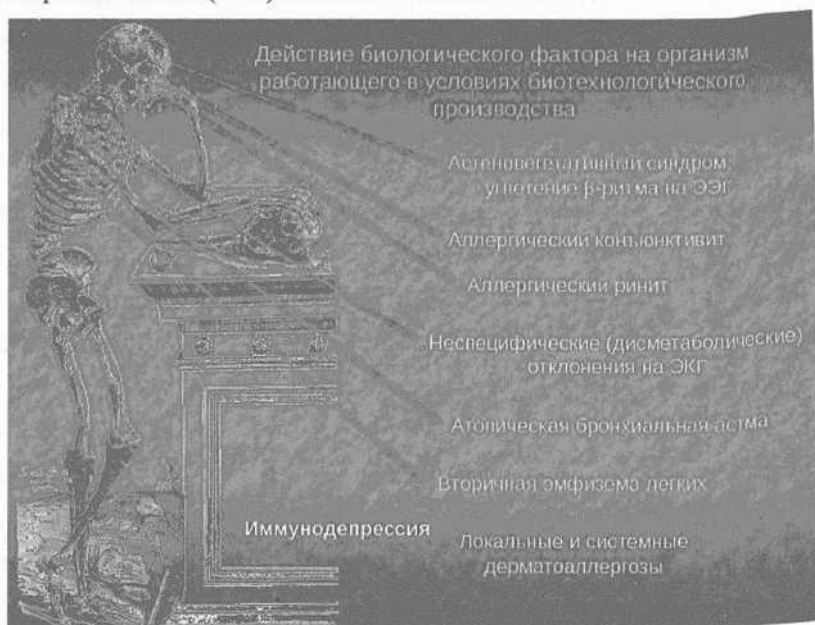 Действие биологического фактора на организм
работающего в условиях биотехнологического
производства
Астеновегетативный синдром,
угнетение β-ритма на ЭЭГ
Аллергический конъюнктивит
Аллергический ринит
Неспецифические (дисметаболические)
отклонения на ЭКГ
Атопическая бронхиальная астма
Вторичная эмфизема легких
Иммунодепрессия
Локальные и системные
дерматоаллергозы